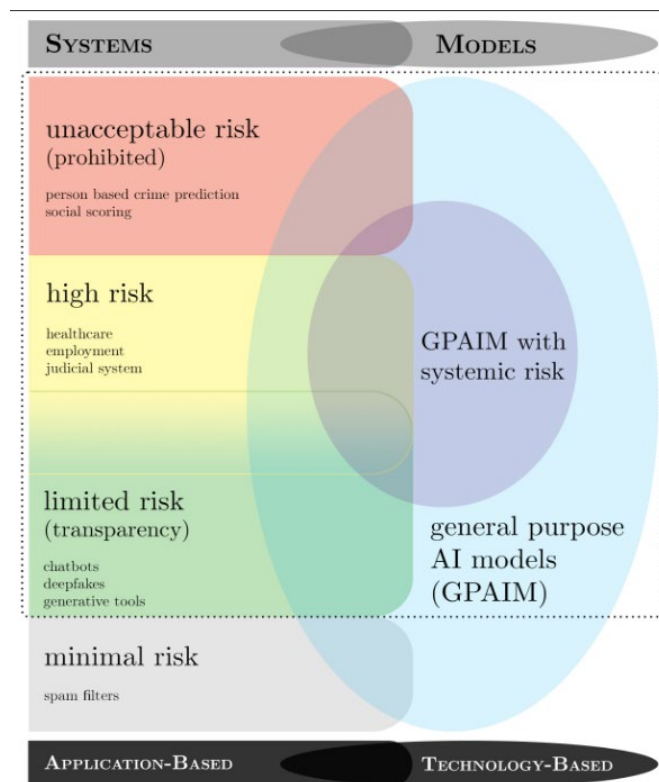 SYSTEMS
MODELS
unacceptable risk
(prohibited)
person based crime prediction
social scoring
high risk
healthcare
employment
judicial system
GPAIM with
systemic risk
limited risk
(transparency)
chatbots
deepfakes
generative tools
general purpose
AI models
(GPAIM)
minimal risk
spam filters
APPLICATION-BASED
TECHNOLOGY-BASED